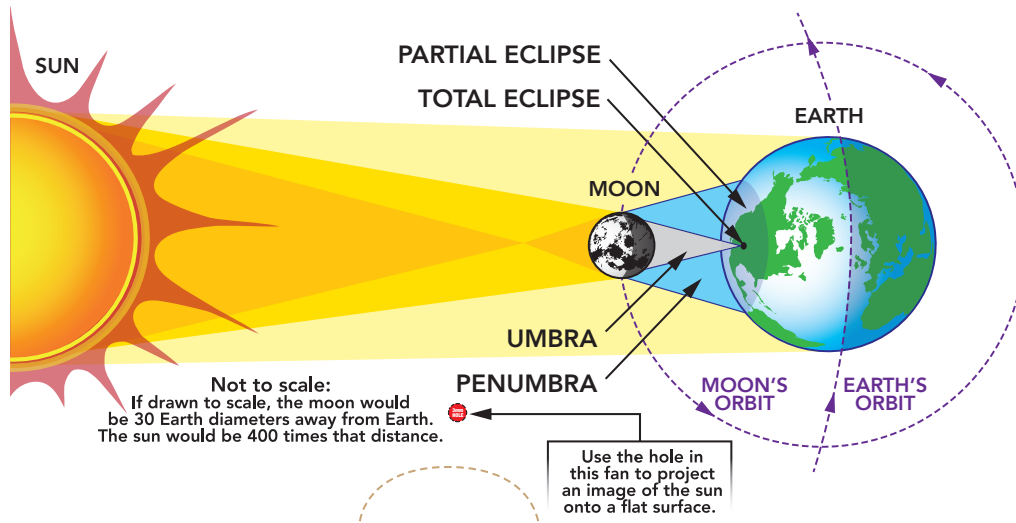 SUN
PARTIAL ECLIPSE
TOTAL ECLIPSE
EARTH
MOON
UMBRA
PENUMBRA
MOON'S
ORBIT
EARTH'S
ORBIT
Not to scale:
If drawn to scale, the moon would
be 30 Earth diameters away from Earth.
The sun would be 400 times that distance.
HOLE
Use the hole in
this fan to project
an image of the sun
onto a flat surface.